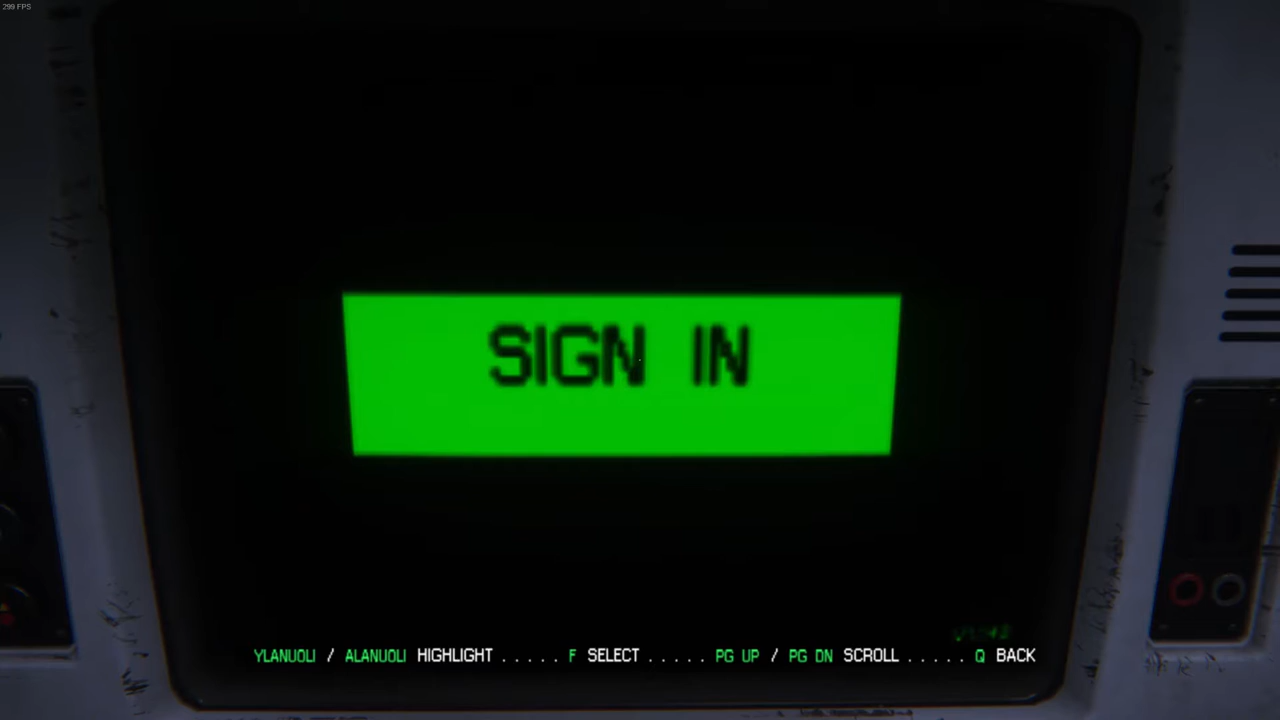 299 FPS
SIGN IN
YLANUOLI / ALANUOLI HIGHLIGHT ..... F SELECT ..... PG UP / PG DN SCROLL ..... Q BACK